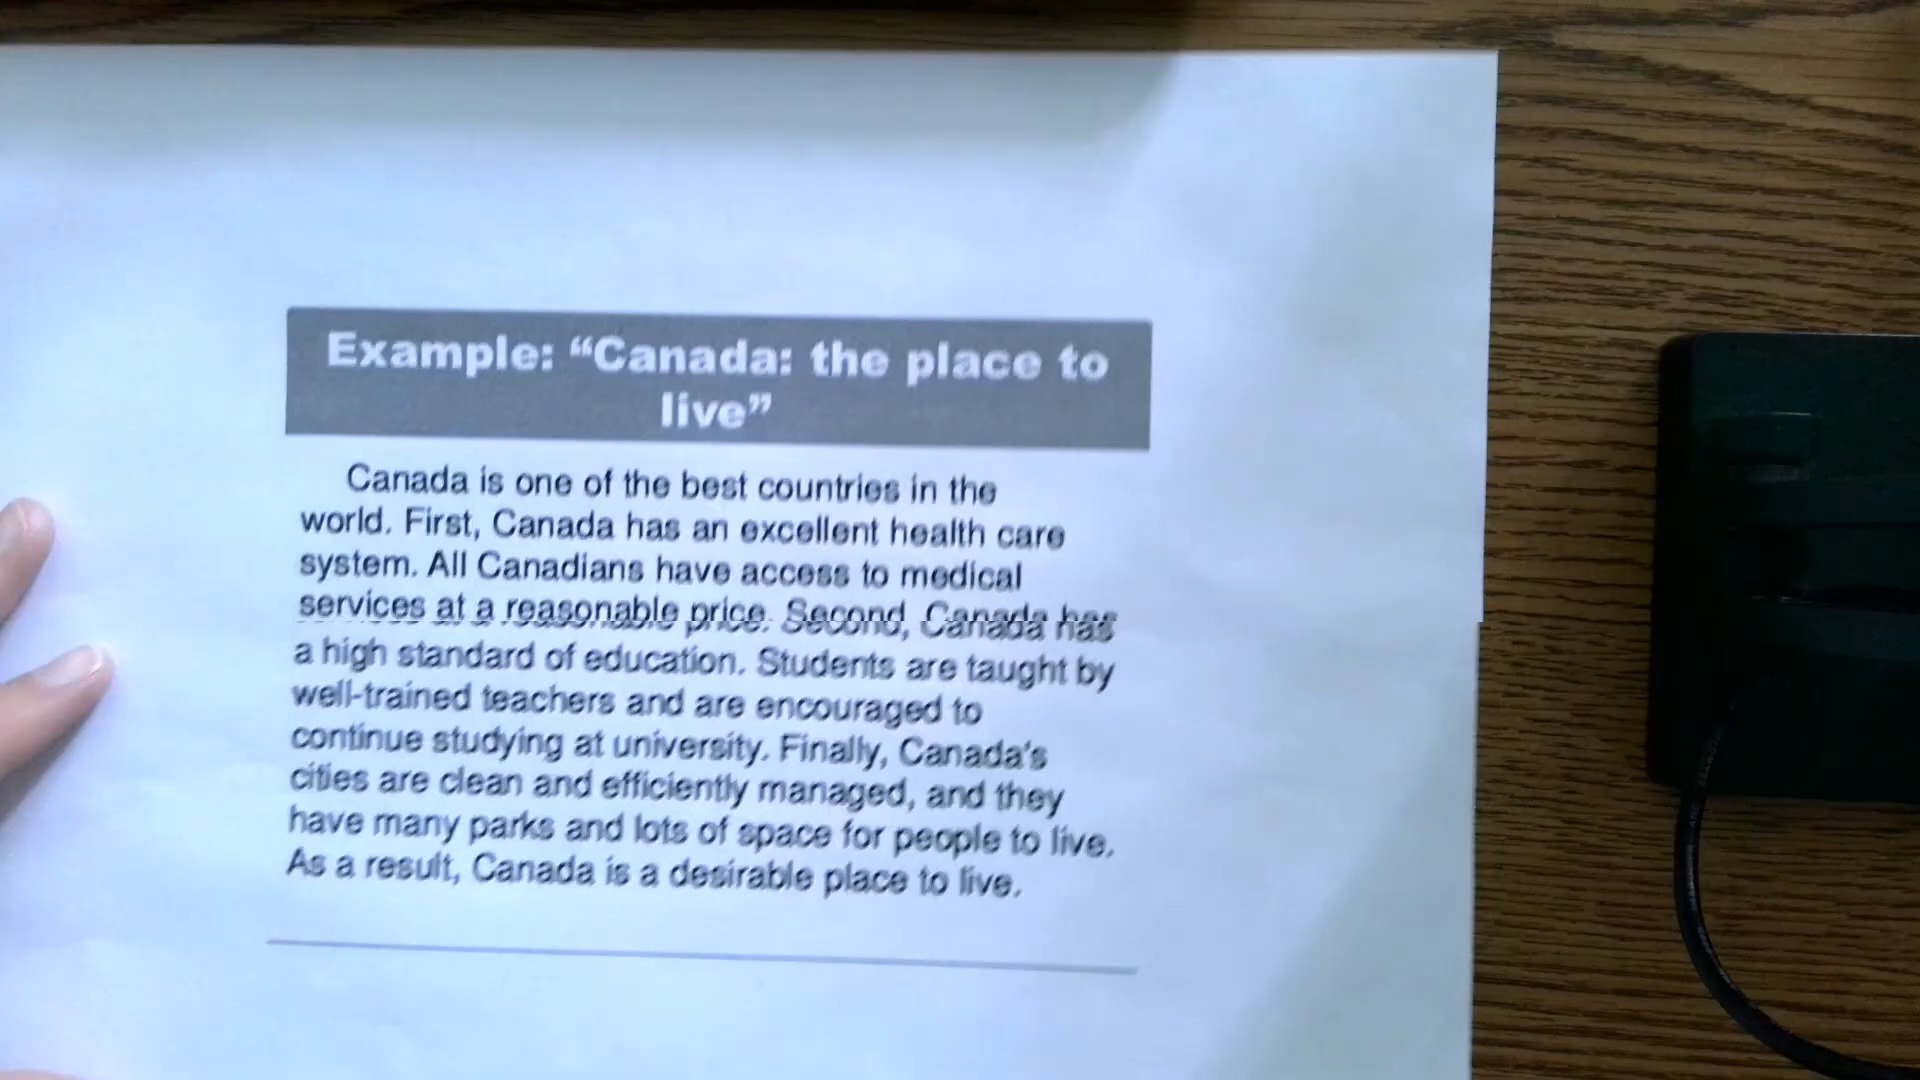 Example: “Canada: the place to
live”
Canada is one of the best countries in the
world. First, Canada has an excellent health care
system. All Canadians have access to medical
services at a reasonable price. Second, Canada has
a high standard of education. Students are taught by
well-trained teachers and are encouraged to
continue studying at university. Finally, Canada's
cities are clean and efficiently managed, and they
have many parks and lots of space for people to live.
As a result, Canada is a desirable place to live.